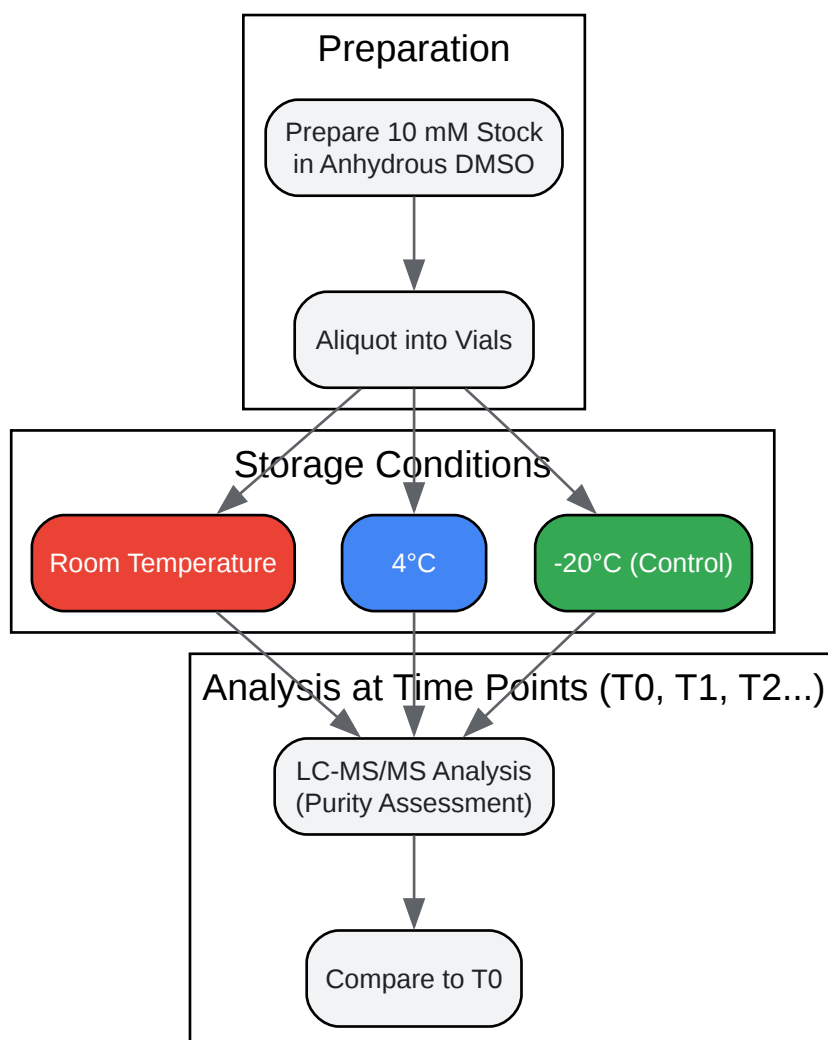 Preparation
Prepare 10 mM Stock
in Anhydrous DMSO
Aliquot into Vials
Storage Conditions
Room Temperature
4°C
-20°C (Control)
Analysis at Time Points (T0, T1, T2...)
LC-MS/MS Analysis
(Purity Assessment)
Compare to T0